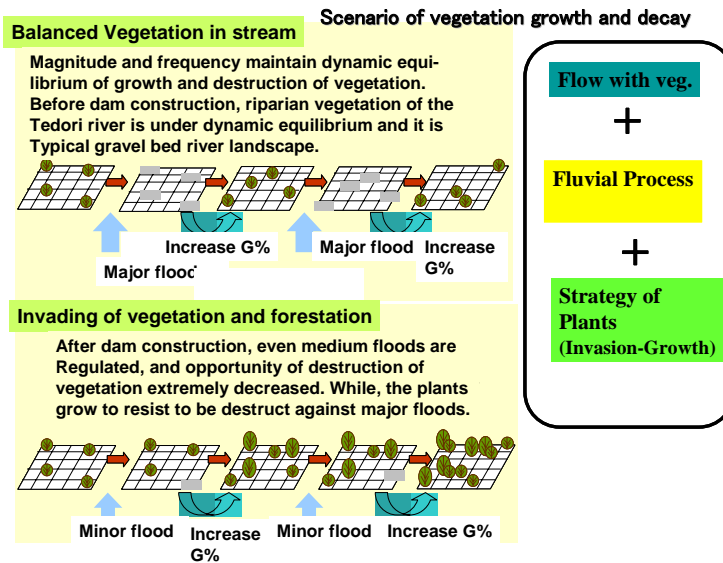 Scenario of vegetation growth and decay
Balanced Vegetation in stream
Magnitude and frequency maintain dynamic equi-
librium of growth and destruction of vegetation.
Before dam construction, riparian vegetation of the
Tedori river is under dynamic equilibrium and it is
Typical gravel bed river landscape.
Increase G%
Major flood
Major flood
Increase
G%
Invading of vegetation and forestation
After dam construction, even medium floods are
Regulated, and opportunity of destruction of
vegetation extremely decreased. While, the plants
grow to resist to be destruct against major floods.
Minor flood
Increase
G%
Minor flood
Increase G%
Flow with veg.
+
Fluvial Process
+
Strategy of
Plants
(Invasion-Growth)